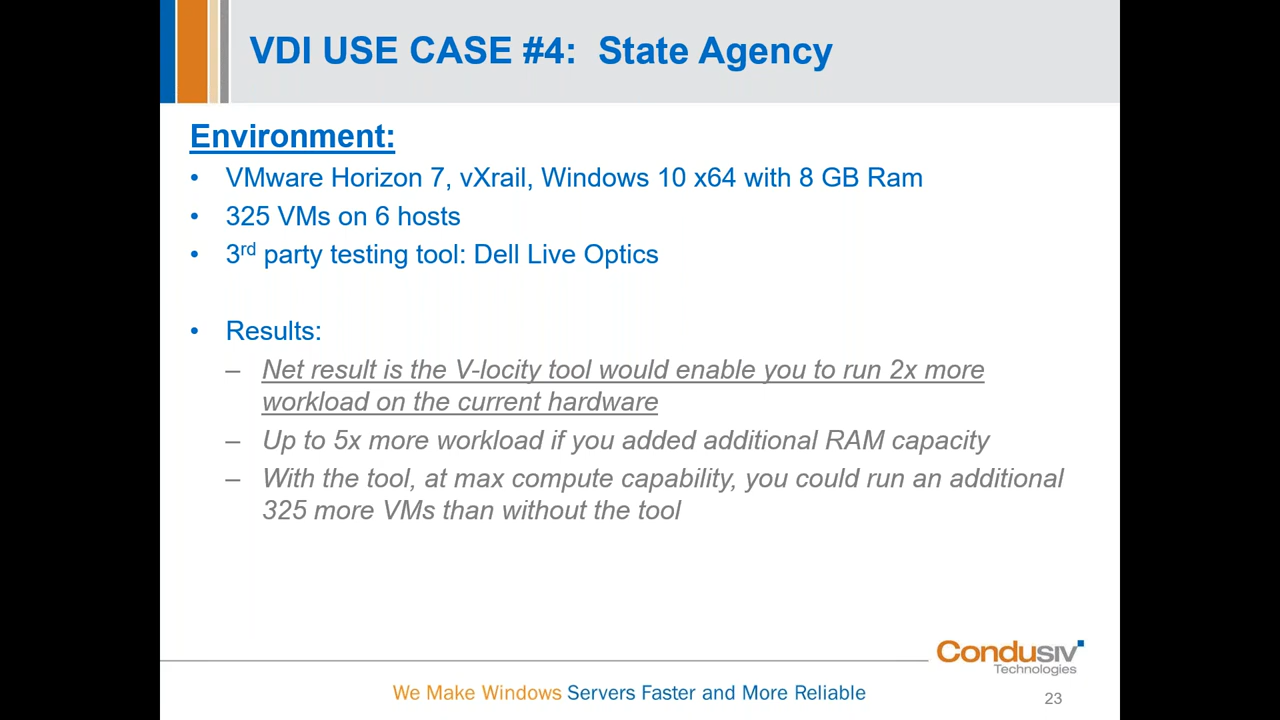 VDI USE CASE #4: State Agency
Environment:
• VMware Horizon 7, vXrail, Windows 10 x64 with 8 GB Ram
• 325 VMs on 6 hosts
• 3rd party testing tool: Dell Live Optics
• Results:
– Net result is the V-locity tool would enable you to run 2x more
workload on the current hardware
– Up to 5x more workload if you added additional RAM capacity
– With the tool, at max compute capability, you could run an additional
325 more VMs than without the tool
Condusiv
Technologies
We Make Windows Servers Faster and More Reliable
23